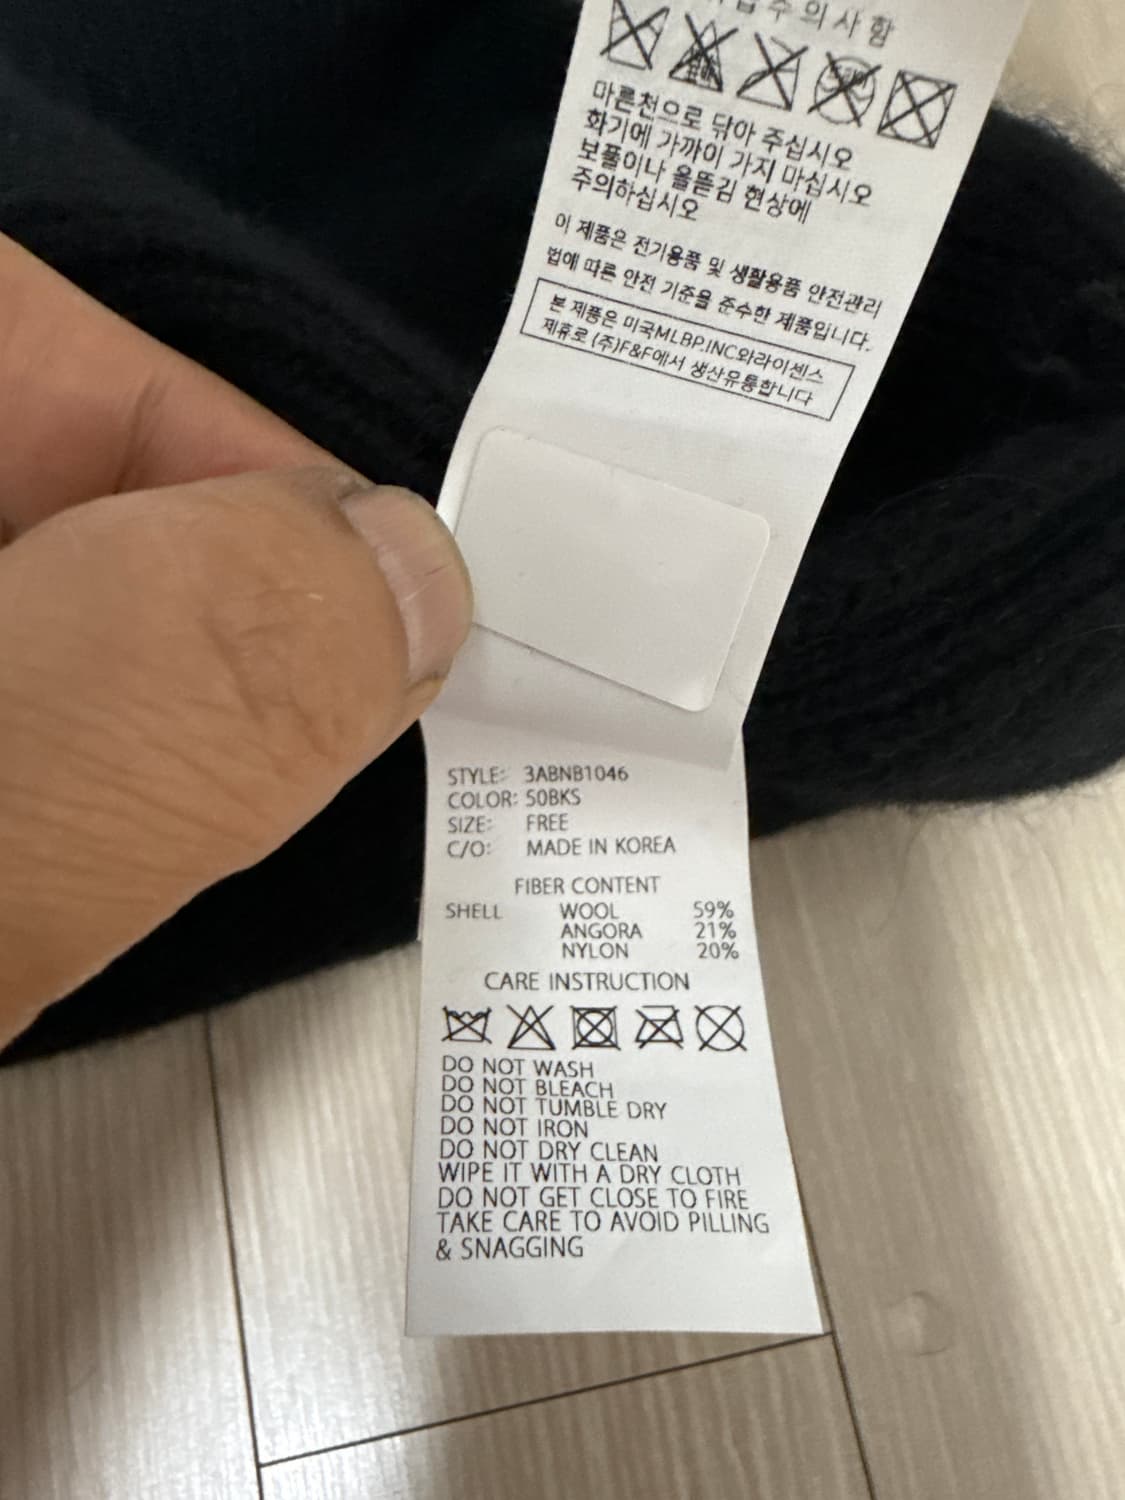 주의사항
마른천으로 닦아 주십시오
화기에 가까이 가지 마십시오
보풀이나 올뜯김 현상에
주의하십시오
이 제품은 전기용품 및 생활용품 안전관리
법에 따른 안전 기준을 준수한 제품입니다.
본 제품은 미국MLBP.INC와라이센스
제휴로 (주)F&F에서 생산유통합니다
STYLE: 3ABNB1046
COLOR: 50BKS
SIZE: FREE
C/O: MADE IN KOREA
FIBER CONTENT
SHELL WOOL 59%
ANGORA 21%
NYLON 20%
CARE INSTRUCTION
DO NOT WASH
DO NOT BLEACH
DO NOT TUMBLE DRY
DO NOT IRON
DO NOT DRY CLEAN
WIPE IT WITH A DRY CLOTH
DO NOT GET CLOSE TO FIRE
TAKE CARE TO AVOID PILLING
& SNAGGING